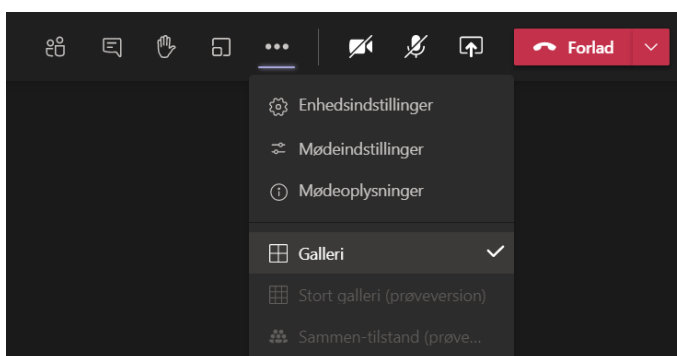 Forlad
Enhedsindstillinger
Mødeindstillinger
Mødeoplysninger
Galleri
Stort galleri (prøveversion)
Sammen-tilstand (prøve...